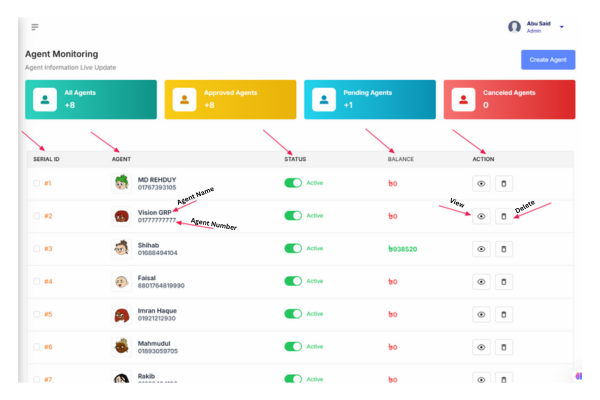 Abu Said
Admin
Agent Monitoring
Agent Information Live Update
Create Agent
All Agents
+8
Approved Agents
+8
Pending Agents
+1
Canceled Agents
0
SERIAL ID AGENT STATUS BALANCE ACTION
#1 MD REHDUY Active ৳0
01767393105
Agent Name
View
Delete
#2 Vision GRP Active ৳0
01777777777
Agent Number
#3 Shihab Active ৳938520
01688494104
#4 Faisal Active ৳0
8801764819990
#5 Imran Haque Active ৳0
01921212930
#6 Mahmudul Active ৳0
01893059705
#7 Rakib Active ৳0